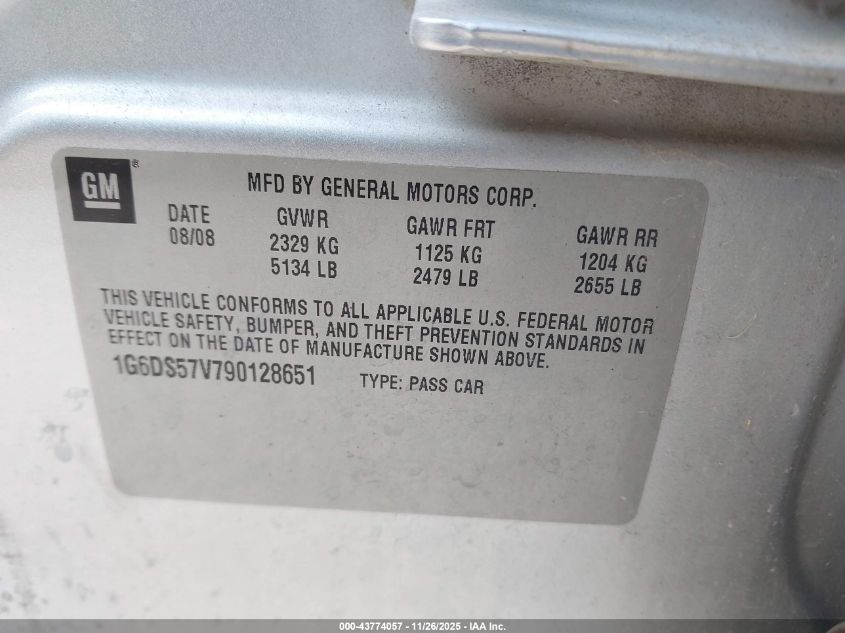 GM®
MFD BY GENERAL MOTORS CORP.
DATE GVWR GAWR FRT GAWR RR
08/08 2329 KG 1125 KG 1204 KG
5134 LB 2479 LB 2655 LB
THIS VEHICLE CONFORMS TO ALL APPLICABLE U.S. FEDERAL MOTOR
VEHICLE SAFETY, BUMPER, AND THEFT PREVENTION STANDARDS IN
EFFECT ON THE DATE OF MANUFACTURE SHOWN ABOVE.
1G6DS57V790128651 TYPE: PASS CAR
000-43774057 - 11/26/2025 - IAA Inc.